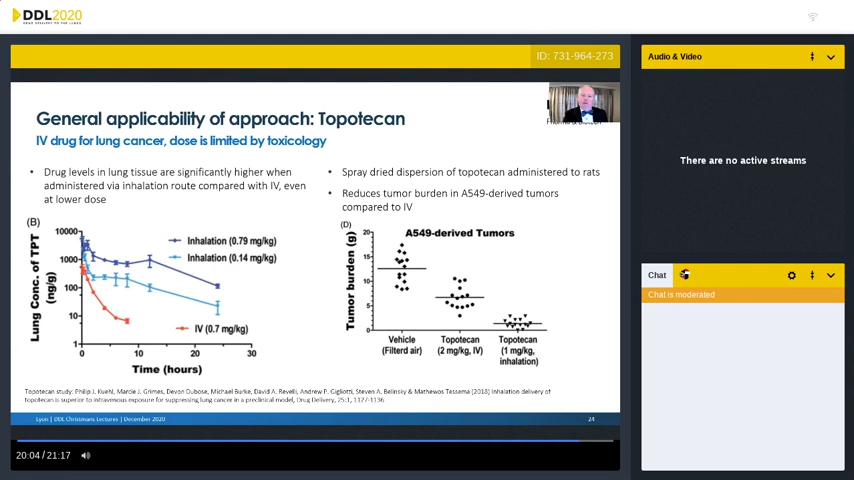 DDL2020
DRUG DELIVERY TO THE LUNGS
ID: 731-964-273
Audio & Video
There are no active streams
Chat
Chat is moderated
General applicability of approach: Topotecan
IV drug for lung cancer, dose is limited by toxicology
• Drug levels in lung tissue are significantly higher when
administered via inhalation route compared with IV, even
at lower dose
• Spray dried dispersion of topotecan administered to rats
• Reduces tumor burden in A549-derived tumors
compared to IV
(B)
Lung Conc. of TPT
(ng/g)
10000
1000
100
10
1
0
10
20
30
Time (hours)
Inhalation (0.79 mg/kg)
Inhalation (0.14 mg/kg)
IV (0.7 mg/kg)
(D)
A549-derived Tumors
Tumor burden (g)
20
15
10
5
0
Vehicle
(Filterd air)
Topotecan
(2 mg/kg, IV)
Topotecan
(1 mg/kg,
inhalation)
Topotecan study: Philip J. Kuehl, Marcie J. Grimes, Devon Dubose, Michael Burke, David A. Revelli, Andrew P. Gigliotti, Steven A. Belinsky & Mathewos Tessema (2018) Inhalation delivery of
topotecan is superior to intravenous exposure for suppressing lung cancer in a preclinical model, Drug Delivery, 25:1, 1127-1136
Lyon | DDL Christmas Lectures | December 2020
24
20:04 / 21:17